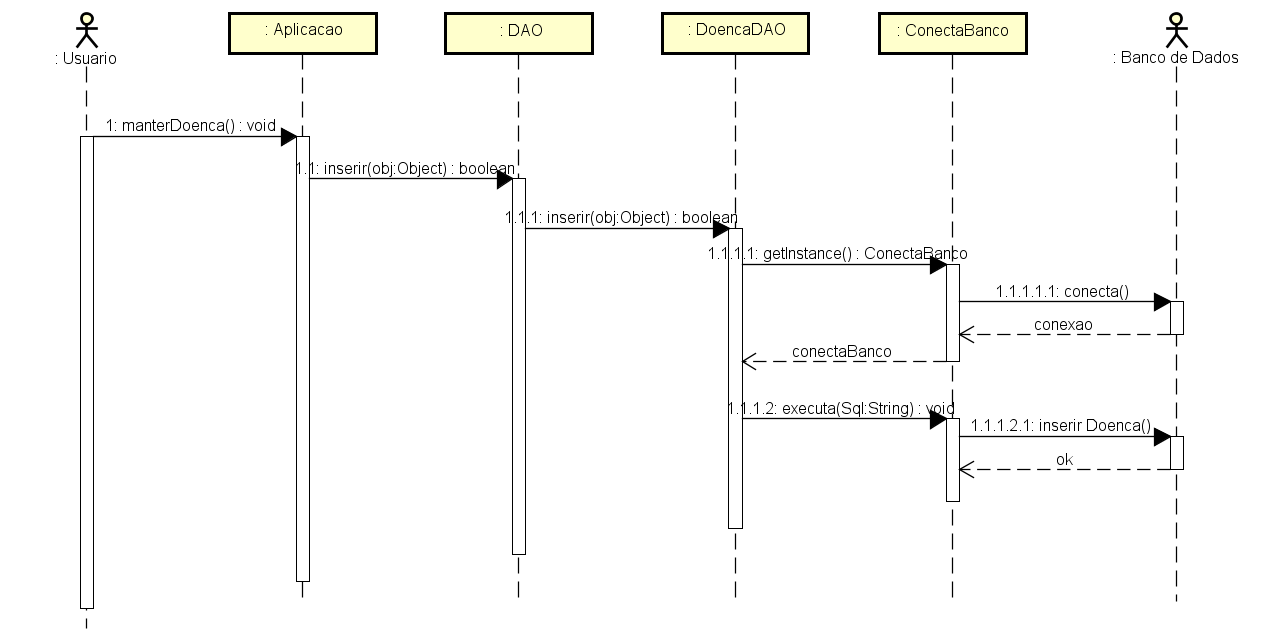 : Usuario
: Aplicacao
: DAO
: DoencaDAO
: ConectaBanco
: Banco de Dados
1: manterDoenca() : void
1.1: inserir(obj:Object) : boolean
1.1.1: inserir(obj:Object) : boolean
1.1.1.1: getInstance() : ConectaBanco
1.1.1.1.1: conecta()
conexao
conectaBanco
1.1.1.2: executa(Sql:String) : void
1.1.1.2.1: inserir Doenca()
ok